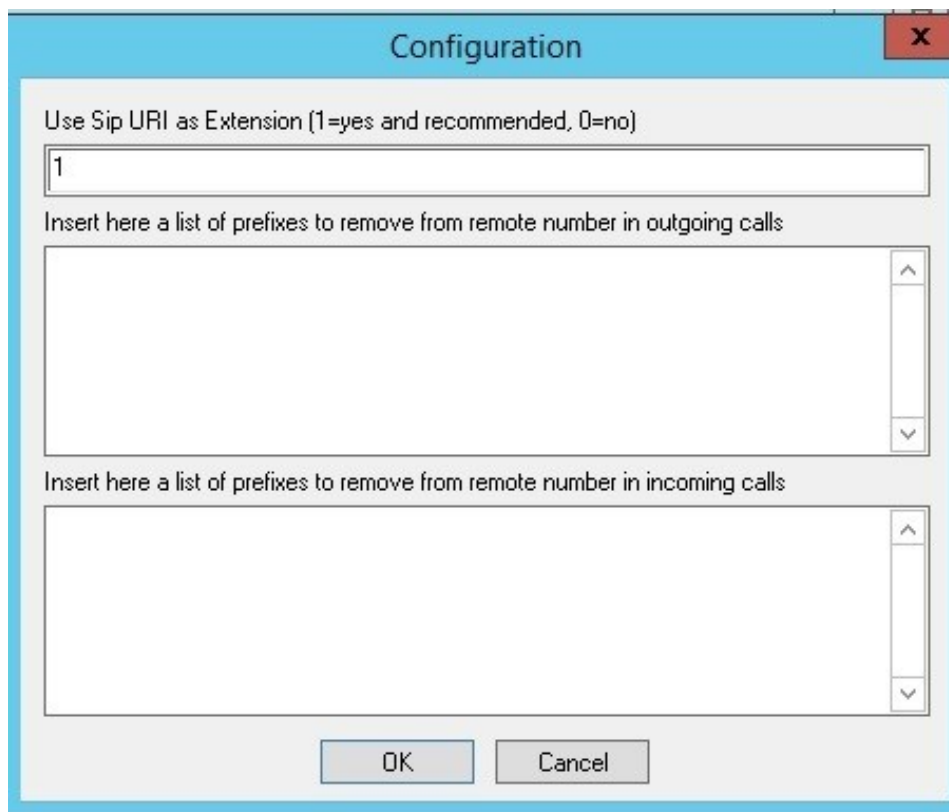 Configuration
x
Use Sip URI as Extension (1=yes and recommended, 0=no)
1
Insert here a list of prefixes to remove from remote number in outgoing calls
Insert here a list of prefixes to remove from remote number in incoming calls
OK
Cancel